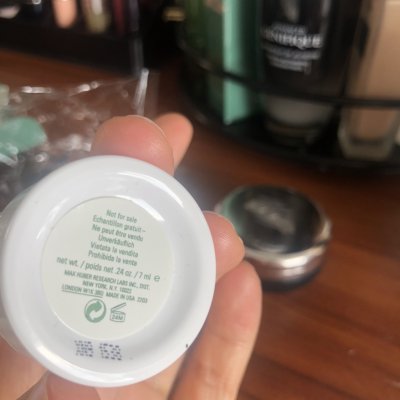 Not for sale
Echantillon gratuit -
Ne peut être vendu
Unverkäuflich
Vietata la vendita
Prohibida la venta
net wt. / poids net .24 oz. / 7 ml e
MAX HUBER RESEARCH LABS INC., DIST.
NEW YORK, N.Y. 10022
LONDON W1K 3BQ MADE IN USA
24M